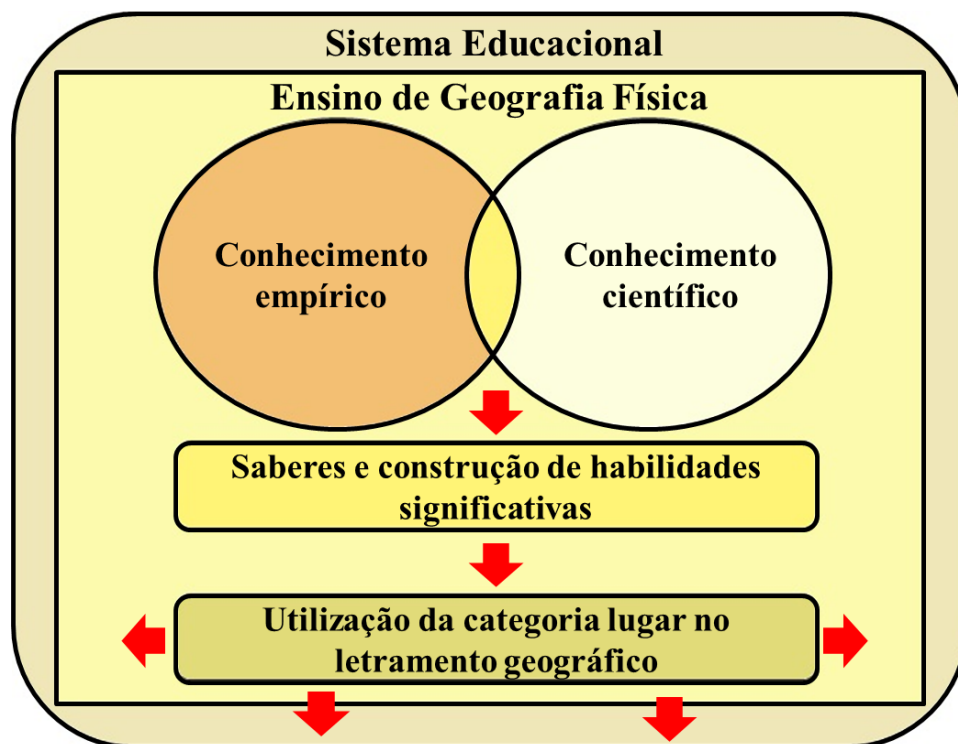 Sistema Educacional
Ensino de Geografia Física
Conhecimento
empírico
Conhecimento
científico
Saberes e construção de habilidades
significativas
Utilização da categoria lugar no
letramento geográfico